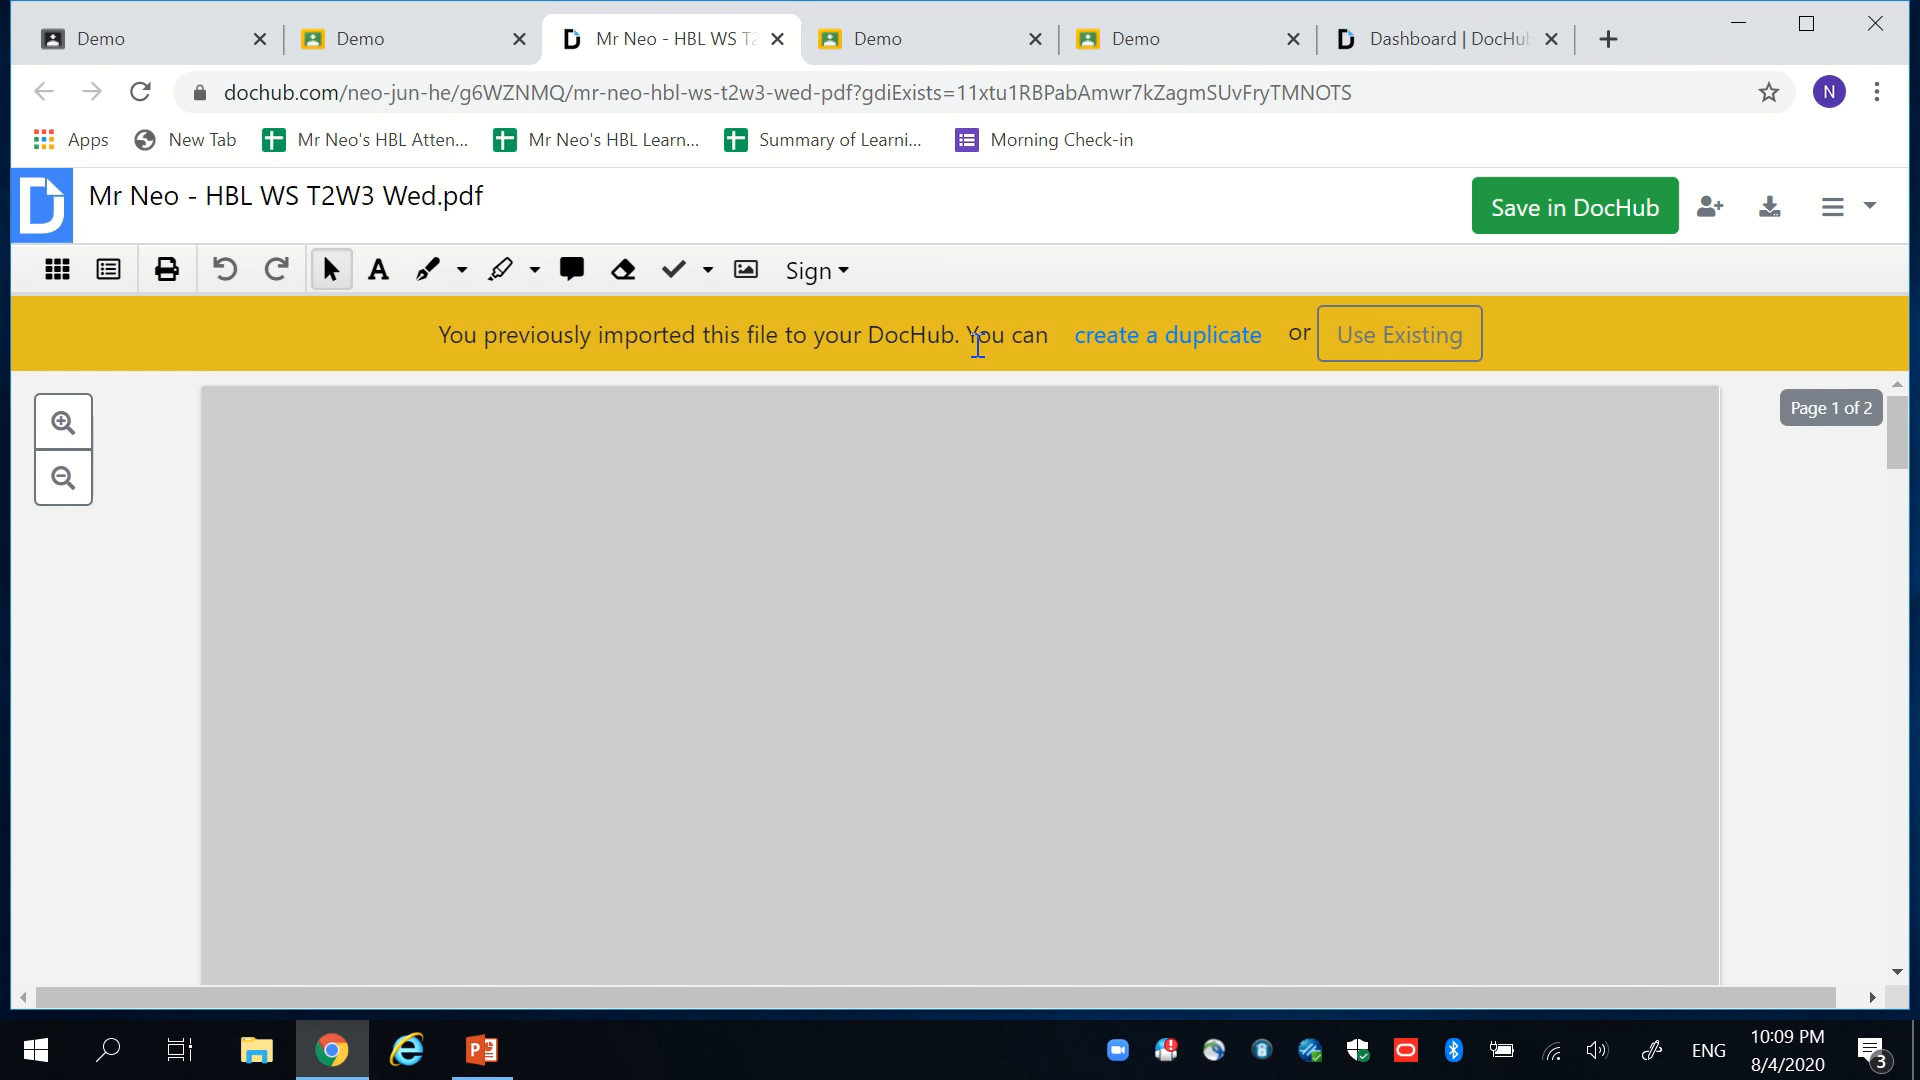 Demo
Demo
Mr Neo - HBL WS T2
Demo
Demo
Dashboard | DocHub
dochub.com/neo-jun-he/g6WZNMQ/mr-neo-hbl-ws-t2w3-wed-pdf?gdiExists=11xtu1RBPabAmwr7kZagmSUvFryTMNOTS
N
Apps
New Tab
Mr Neo's HBL Atten...
Mr Neo's HBL Learn...
Summary of Learni...
Morning Check-in
Mr Neo - HBL WS T2W3 Wed.pdf
Save in DocHub
A
Sign
You previously imported this file to your DocHub. You can create a duplicate or Use Existing
Page 1 of 2
ENG
10:09 PM
8/4/2020
3